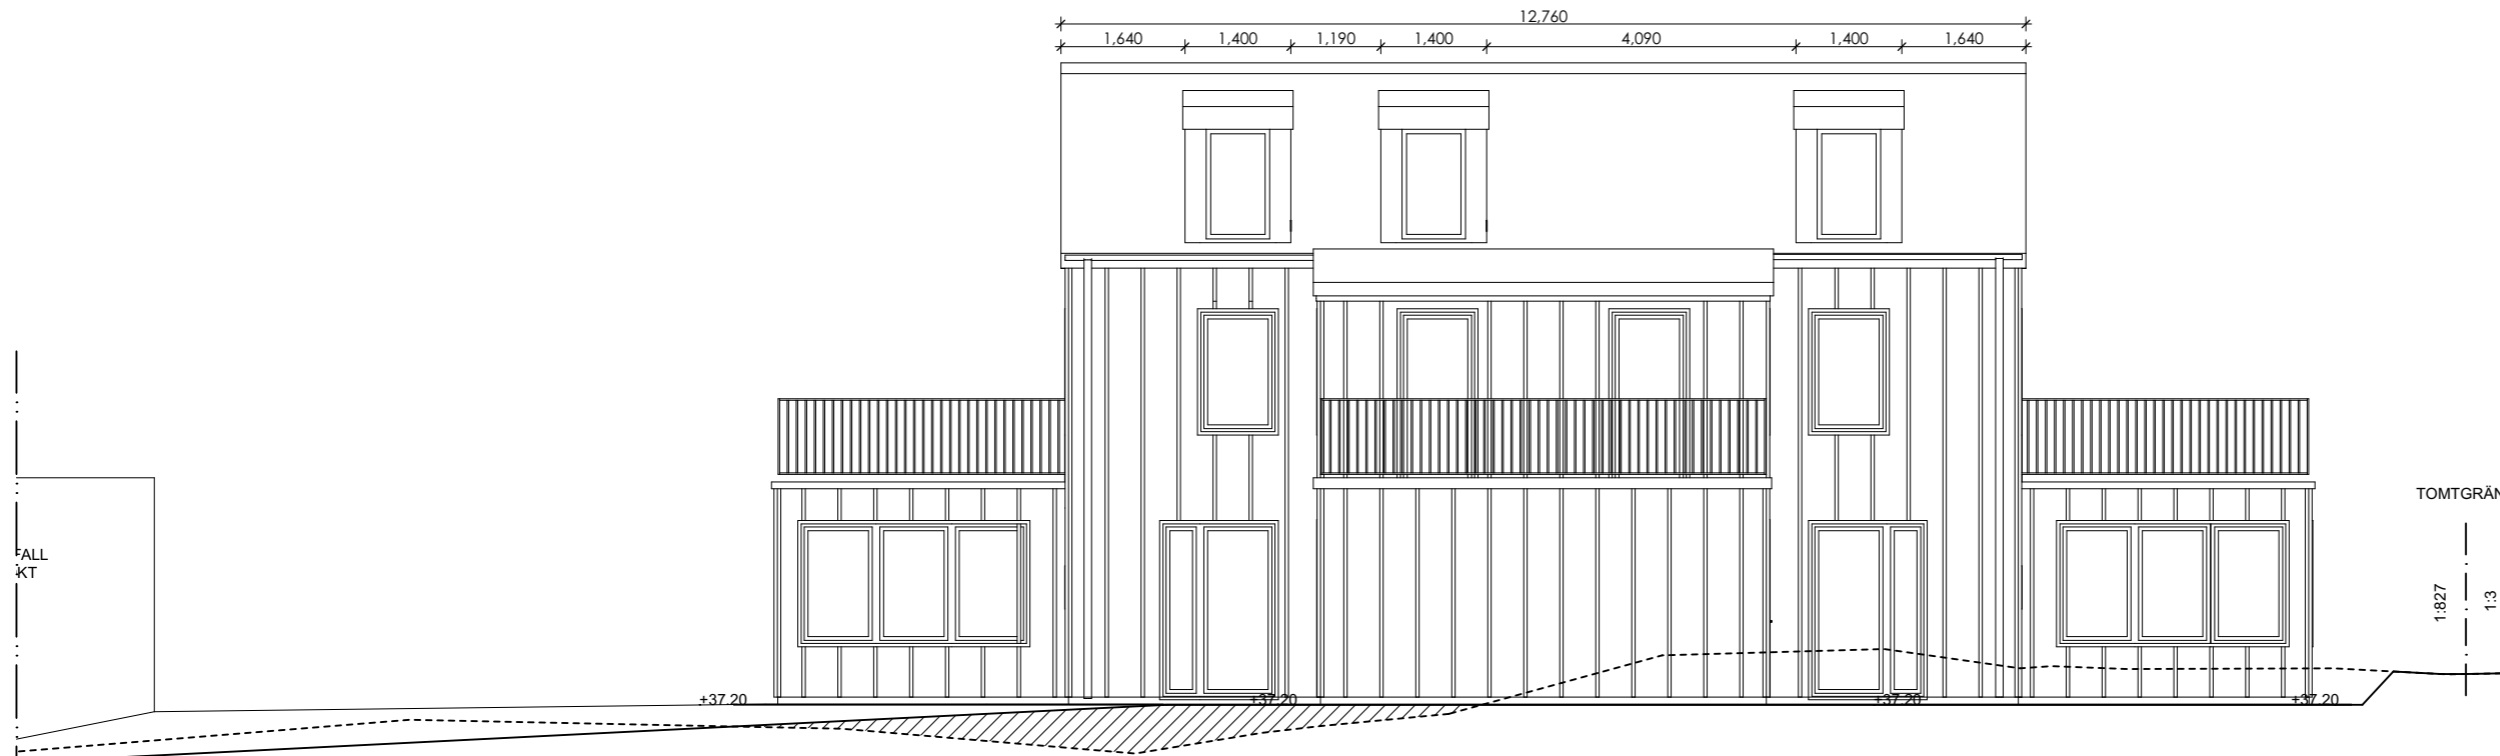 12,760
1,640 1,400 1,190 1,400 4,090 1,400 1,640
TOMTGRÄN
FALL
KT
1:827
1:3
+37.20 +37.20 +37.20 +37.20